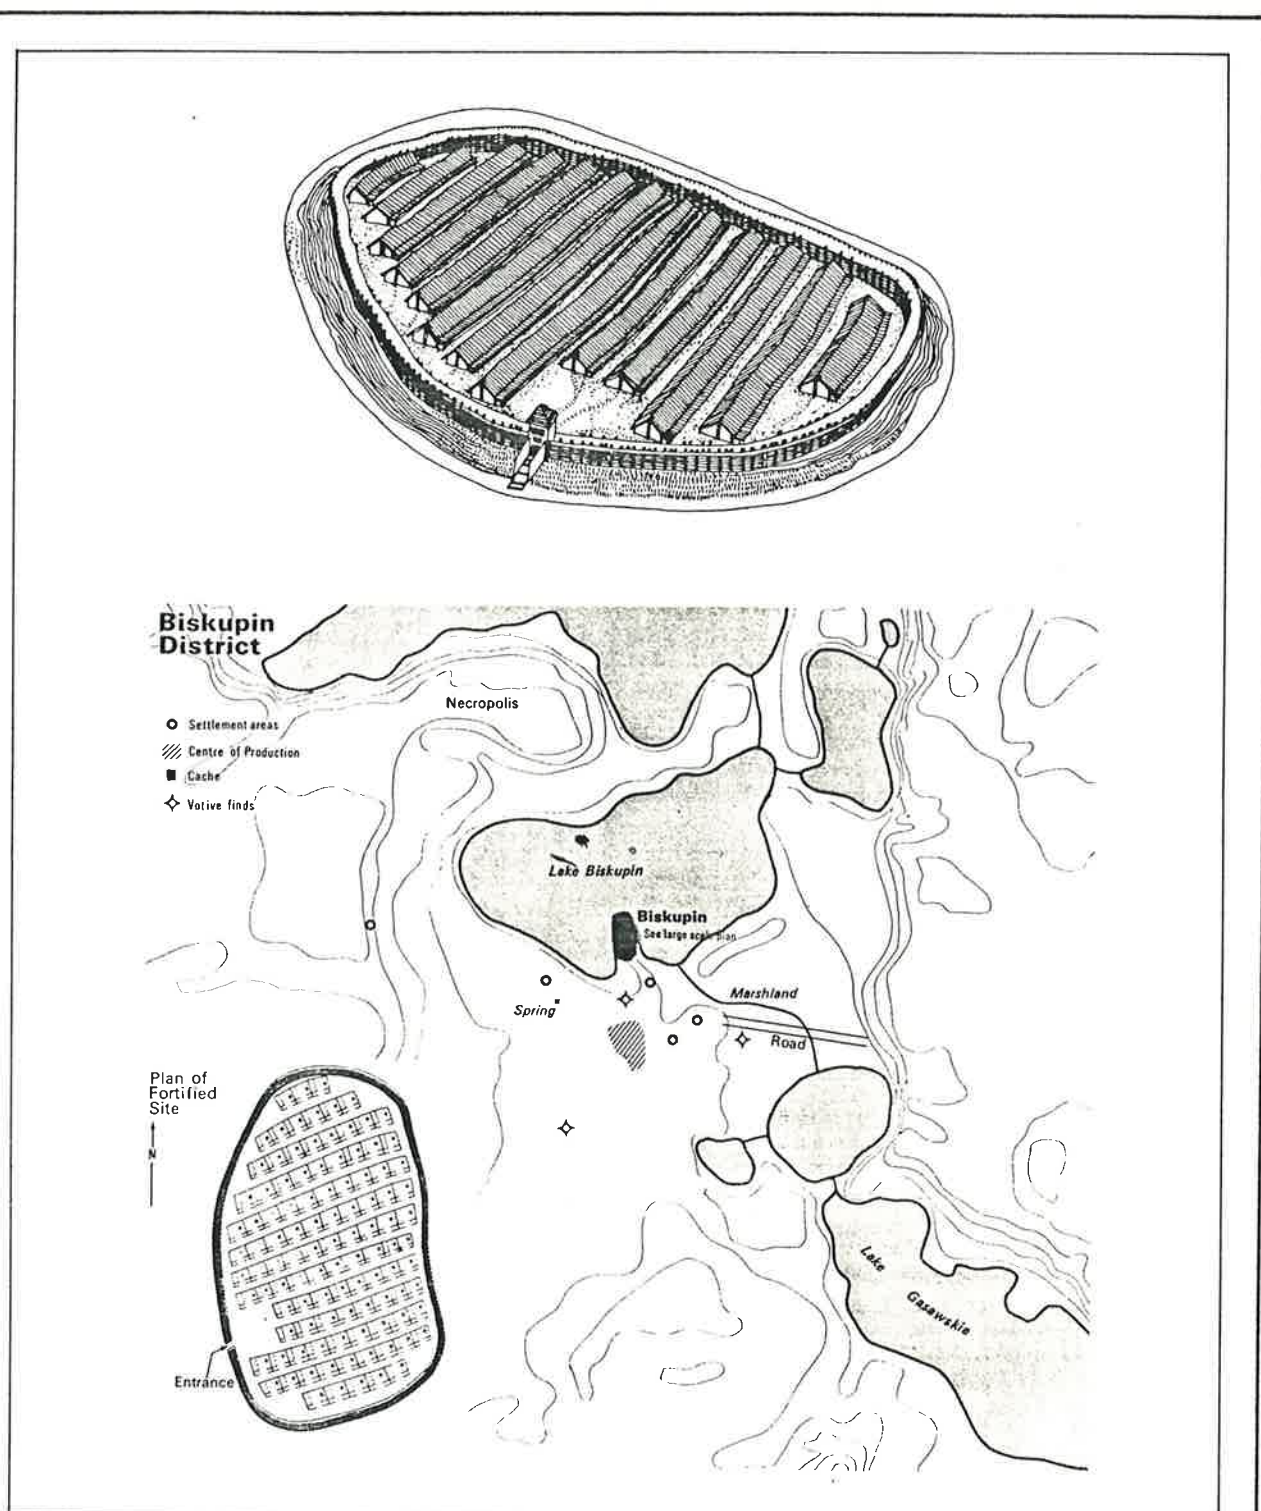 Biskupin
District
Necropolis
Settlement areas
Centre of Production
Cache
Votive finds
Lake Biskupin
Biskupin
See large scale plan
Marshland
Spring
Road
Plan of
Fortified
Site
N
Lake
Gasawskie
Entrance